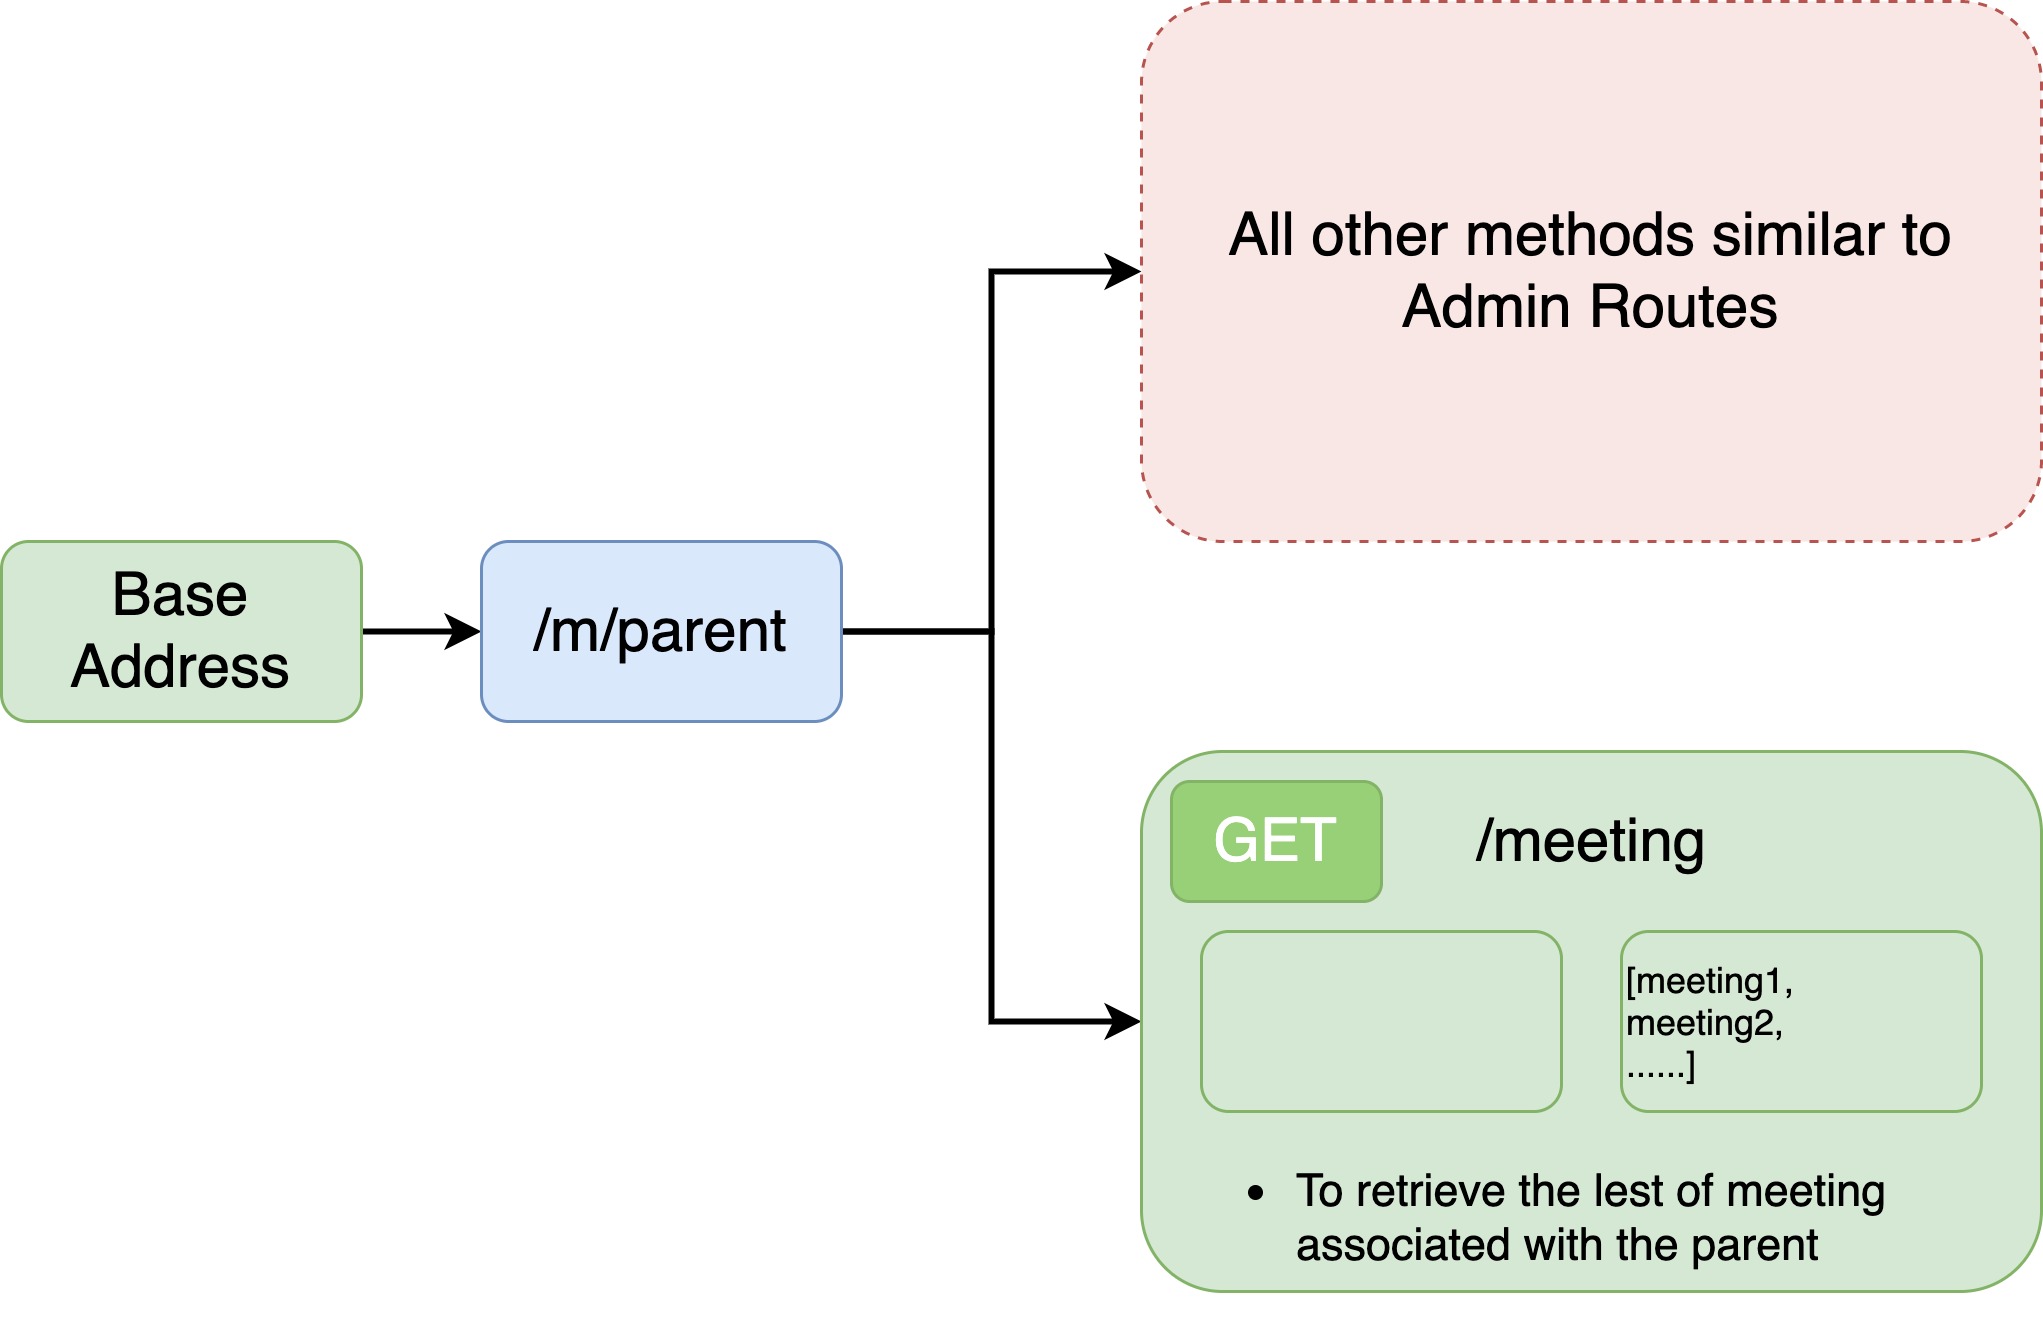 All other methods similar to
Admin Routes
Base
Address
/m/parent
GET
/meeting
[meeting1,
meeting2,
......]
• To retrieve the lest of meeting
associated with the parent